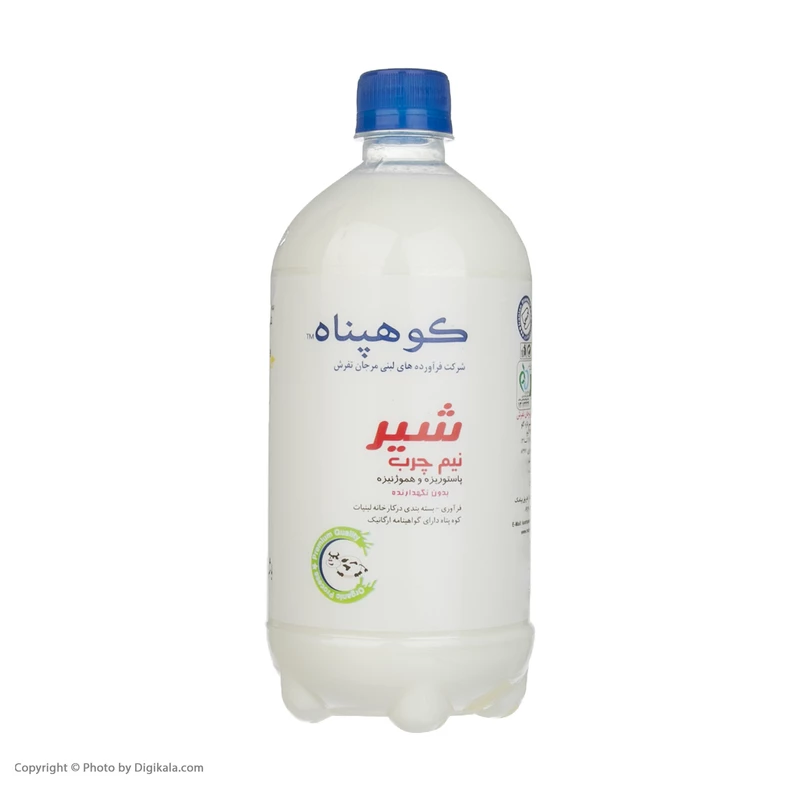 کوهپناه TM
شرکت فرآورده های لبنی مرجان تفرش
شیر
نیم چرب
پاستوریزه و هموژنیزه
بدون نگهدارنده
فرآوری - بسته بندی درکارخانه لبنیات
کوه پناه دارای گواهینامه ارگانیک
Premium Quality
Organic Process
Copyright © Photo by Digikala.com